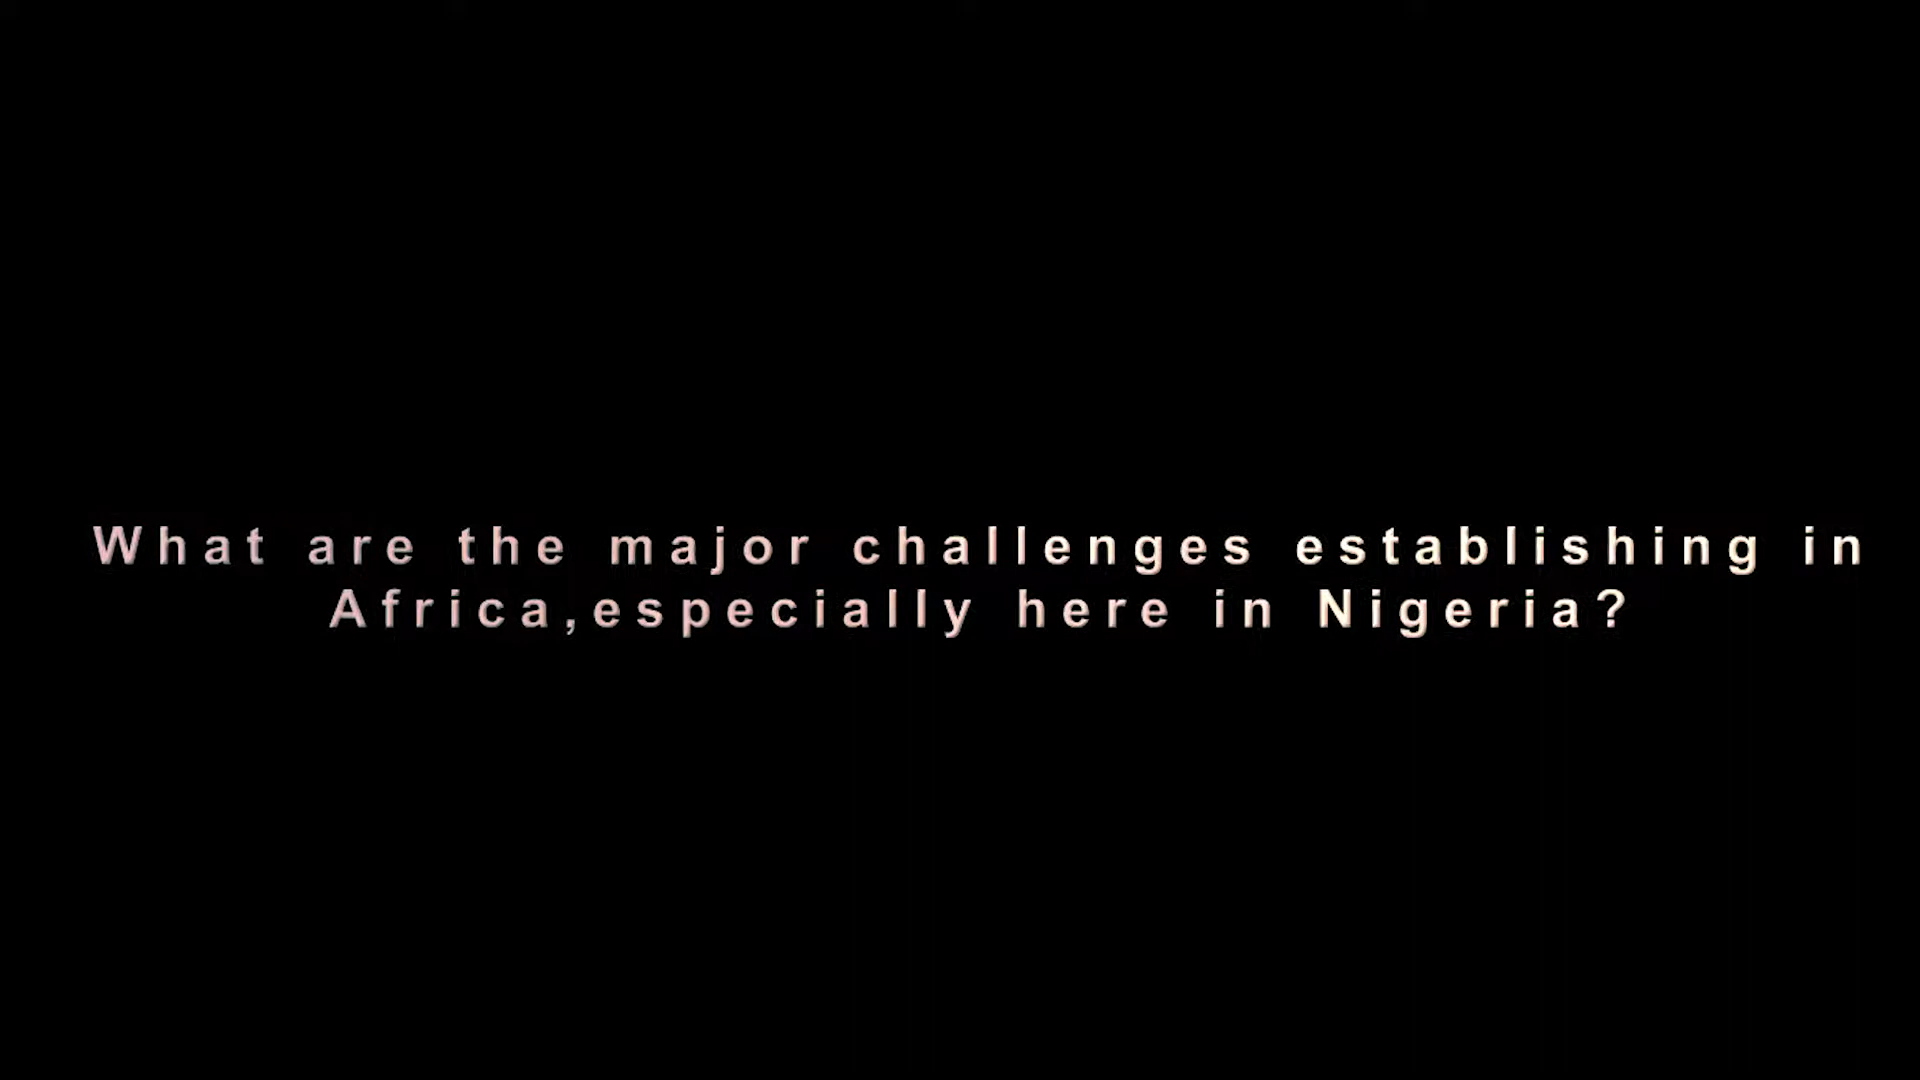 What are the major challenges establishing in
Africa,especially here in Nigeria?